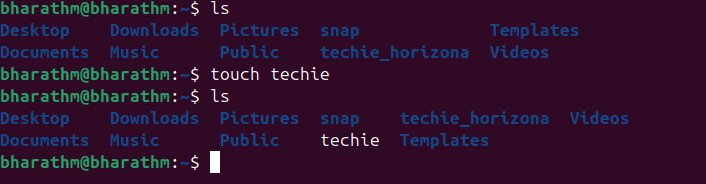 bharathm@bharathm:~$ ls
Desktop    Downloads  Pictures  snap             Templates
Documents  Music      Public    techie_horizona  Videos
bharathm@bharathm:~$ touch techie
bharathm@bharathm:~$ ls
Desktop    Downloads  Pictures  snap    techie_horizona  Videos
Documents  Music      Public    techie  Templates
bharathm@bharathm:~$